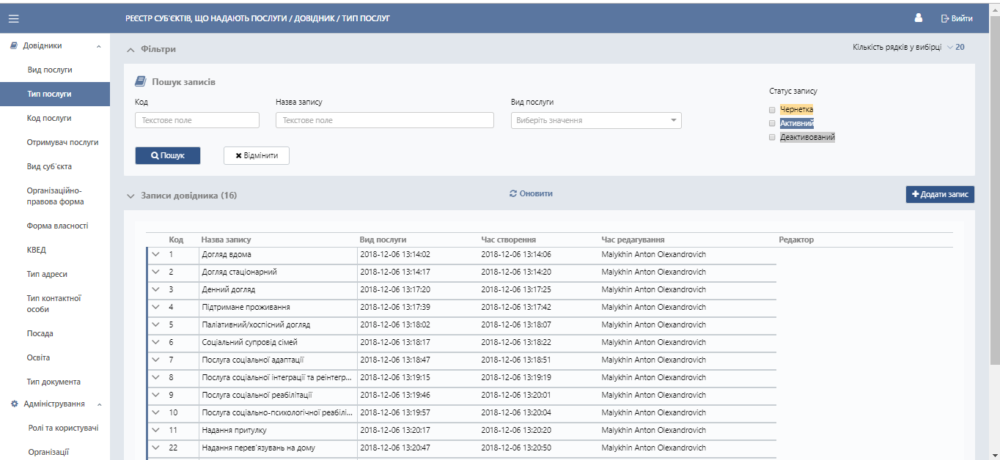 РЕЄСТР СУБ'ЄКТІВ, ЩО НАДАЮТЬ ПОСЛУГИ / ДОВІДНИК / ТИП ПОСЛУГ
Вийти
Довідники
Вид послуги
Тип послуги
Код послуги
Отримувач послуги
Вид суб'єкта
Організаційно-
правова форма
Форма власності
КВЕД
Тип адреси
Тип контактної
особи
Посада
Освіта
Тип документа
Адміністрування
Ролі та користувачі
Організації
Фільтри
Кількість рядків у вибірці 20
Пошук записів
Код
Назва запису
Вид послуги
Статус запису
Текстове поле
Текстове поле
Виберіть значення
Чернетка
Активний
Деактивований
Пошук
Відмінити
Записи довідника (16)
Оновити
Додати запис
Код Назва запису Вид послуги Час створення Час редагування Редактор
1 Догляд вдома 2018-12-06 13:14:02 2018-12-06 13:14:06 Malykhin Anton Olexandrovich
2 Догляд стаціонарний 2018-12-06 13:14:17 2018-12-06 13:14:20 Malykhin Anton Olexandrovich
3 Денний догляд 2018-12-06 13:17:20 2018-12-06 13:17:25 Malykhin Anton Olexandrovich
4 Підтримане проживання 2018-12-06 13:17:39 2018-12-06 13:17:42 Malykhin Anton Olexandrovich
5 Паліативний/хоспісний догляд 2018-12-06 13:18:02 2018-12-06 13:18:07 Malykhin Anton Olexandrovich
6 Соціальний супровід сімей 2018-12-06 13:18:17 2018-12-06 13:18:22 Malykhin Anton Olexandrovich
7 Послуга соціальної адаптації 2018-12-06 13:18:47 2018-12-06 13:18:51 Malykhin Anton Olexandrovich
8 Послуга соціальної інтеграції та реінтегр... 2018-12-06 13:19:15 2018-12-06 13:19:19 Malykhin Anton Olexandrovich
9 Послуга соціальної реабілітації 2018-12-06 13:19:46 2018-12-06 13:20:01 Malykhin Anton Olexandrovich
10 Послуга соціально-психологічної реабілі... 2018-12-06 13:19:57 2018-12-06 13:20:04 Malykhin Anton Olexandrovich
11 Надання притулку 2018-12-06 13:20:17 2018-12-06 13:20:20 Malykhin Anton Olexandrovich
22 Надання перев'язувань на дому 2018-12-06 13:20:47 2018-12-06 13:20:50 Malykhin Anton Olexandrovich